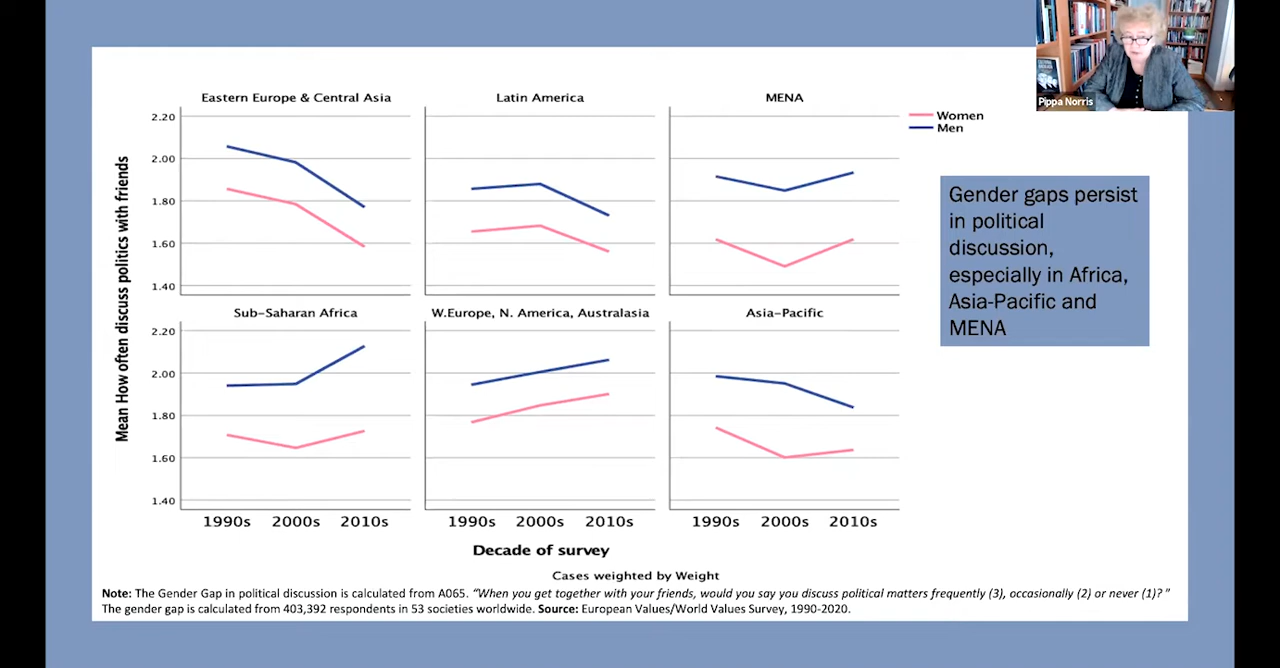 Pippa Norris
Eastern Europe & Central Asia
Latin America
MENA
Women
Men
Mean How often discuss politics with friends
2.20
2.00
1.80
1.60
1.40
Gender gaps persist
in political
discussion,
especially in Africa,
Asia-Pacific and
MENA
Sub-Saharan Africa
W.Europe, N. America, Australasia
Asia-Pacific
2.20
2.00
1.80
1.60
1.40
1990s 2000s 2010s
1990s 2000s 2010s
1990s 2000s 2010s
Decade of survey
Cases weighted by Weight
Note: The Gender Gap in political discussion is calculated from A065. “When you get together with your friends, would you say you discuss political matters frequently (3), occasionally (2) or never (1)? ”
The gender gap is calculated from 403,392 respondents in 53 societies worldwide. Source: European Values/World Values Survey, 1990-2020.